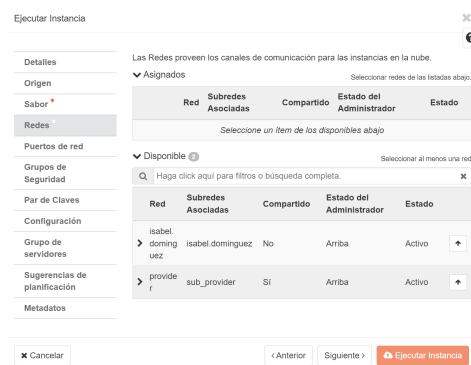 Ejecutar Instancia
Detalles
Origen
Sabor *
Redes *
Puertos de red
Grupos de
Seguridad
Par de Claves
Configuración
Grupo de
servidores
Sugerencias de
planificación
Metadatos
Las Redes proveen los canales de comunicación para las instancias en la nube.
Asignados
Seleccionar redes de las listadas abajo.
Red Subredes Asociadas Compartido Estado del Administrador Estado
Seleccione un ítem de los disponibles abajo
Disponible 2
Seleccionar al menos una red
Haga click aquí para filtros o búsqueda completa.
Red Subredes Asociadas Compartido Estado del Administrador Estado
isabel.dominguez isabel.dominguez No Arriba Activo
provider sub_provider Sí Arriba Activo
Cancelar
Anterior
Siguiente
Ejecutar Instancia